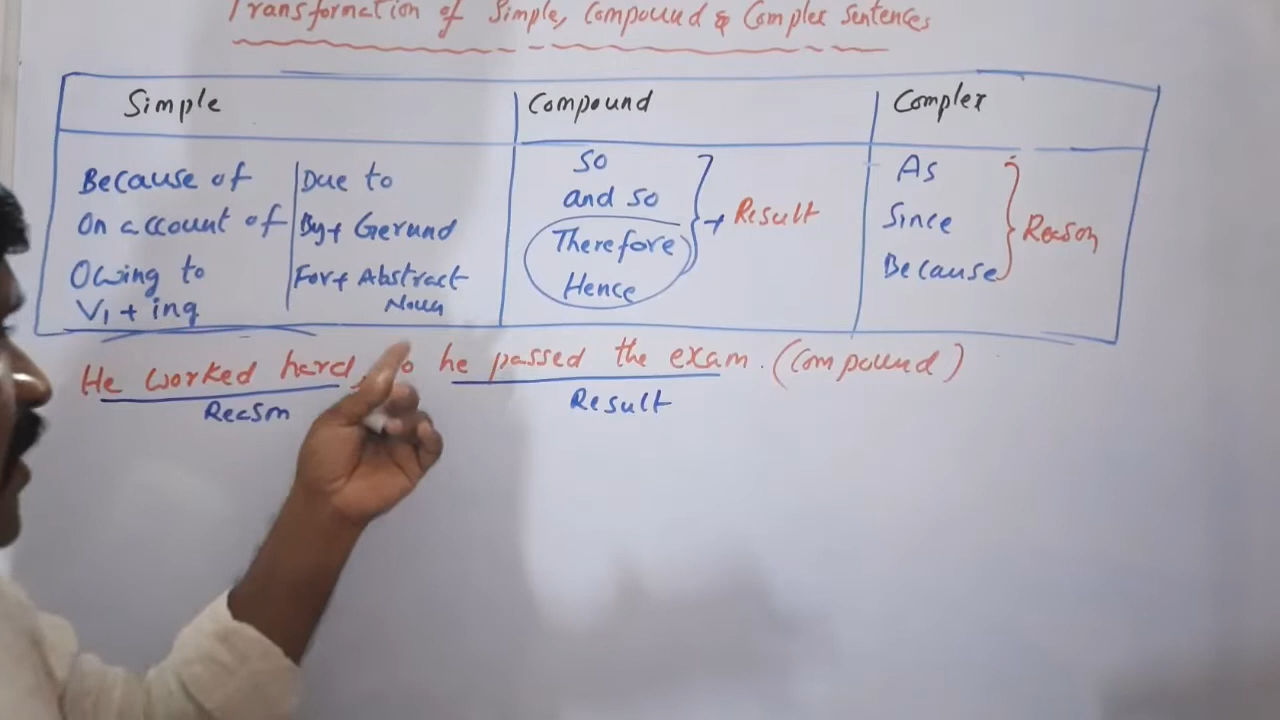 Transformation of Simple, Compound & Complex Sentences
Simple
Compound
Complex
Because of
On account of
Owing to
V1 + ing
Due to
By + Gerund
For + Abstract
Noun
so
and so
Therefore
Hence
+ Result
As
Since
Because
Reason
He worked hard, so he passed the exam. (Compound)
Reason
Result